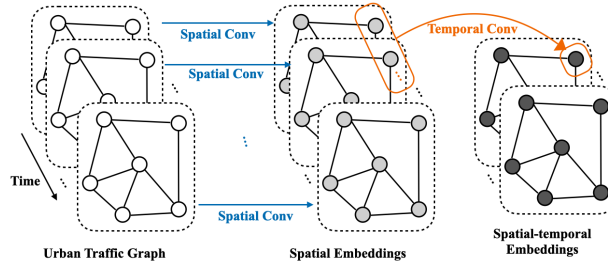 Spatial Conv
Temporal Conv
Spatial Conv
Time
Spatial Conv
Urban Traffic Graph
Spatial Embeddings
Spatial-temporal
Embeddings